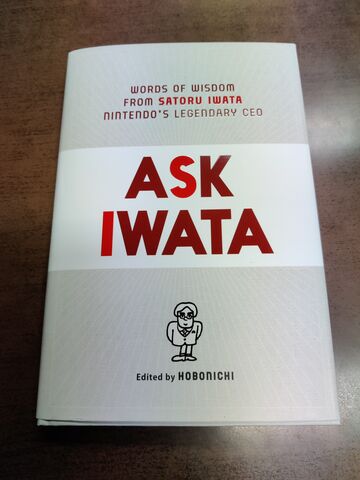 WORDS OF WISDOM
FROM SATORU IWATA
NINTENDO'S LEGENDARY CEO
ASK
IWATA
Edited by HOBONICHI